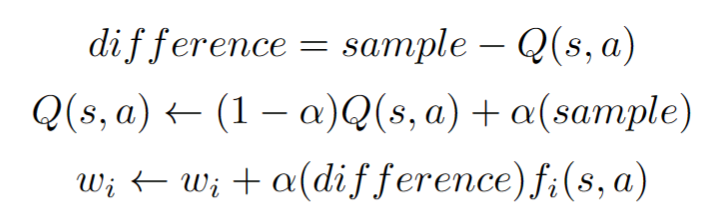 difference = sample − Q(s, a)
Q(s, a) ← (1 − α)Q(s, a) + α(sample)
wᵢ ← wᵢ + α(difference)fᵢ(s, a)